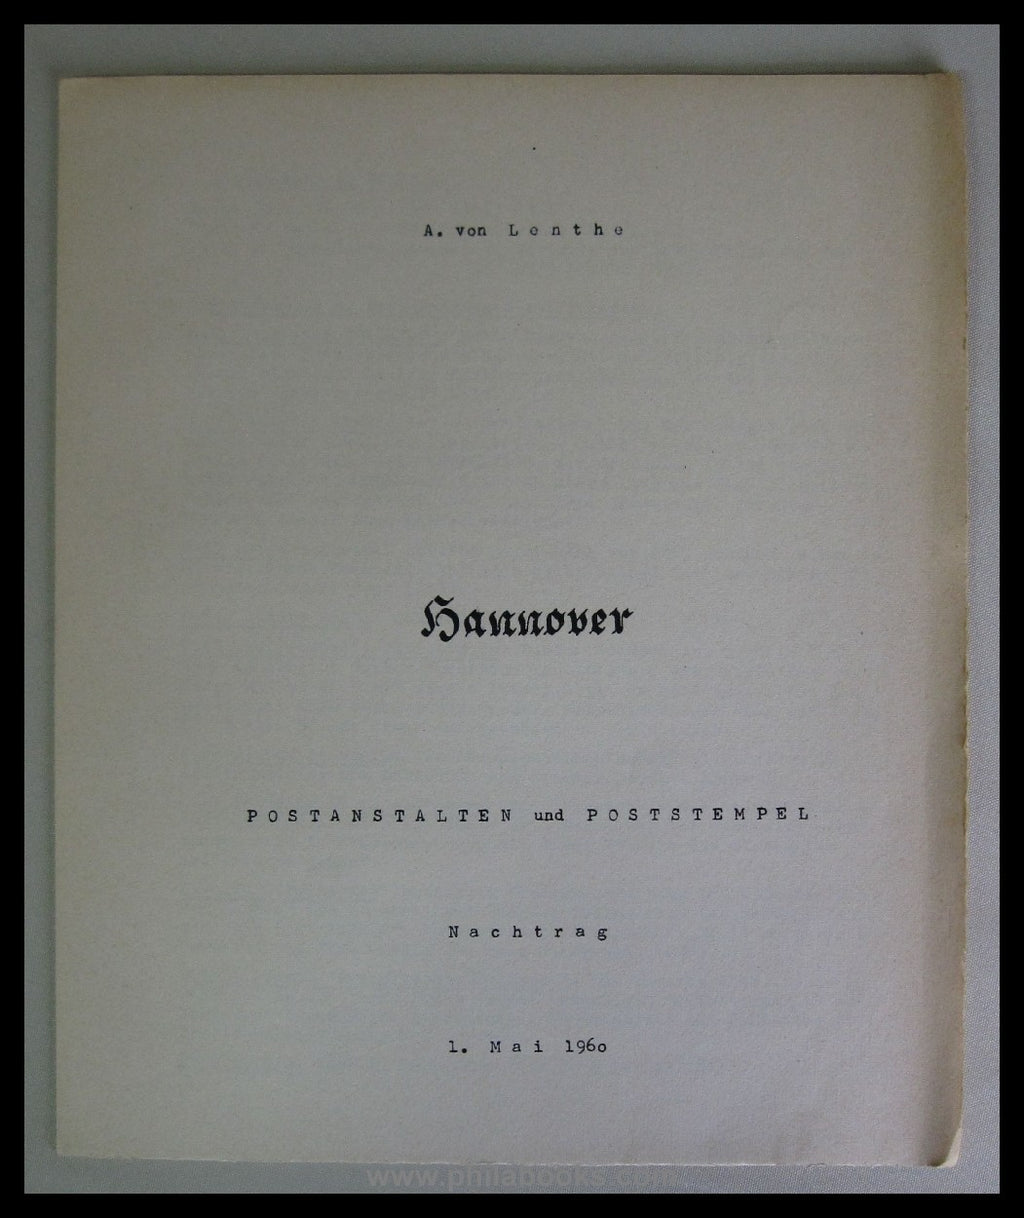 A. von Lenthe
Hannover
POSTANSTALTEN und POSTSTEMPEL
Nachtrag
1. Mai 1960
www.philabooks.com